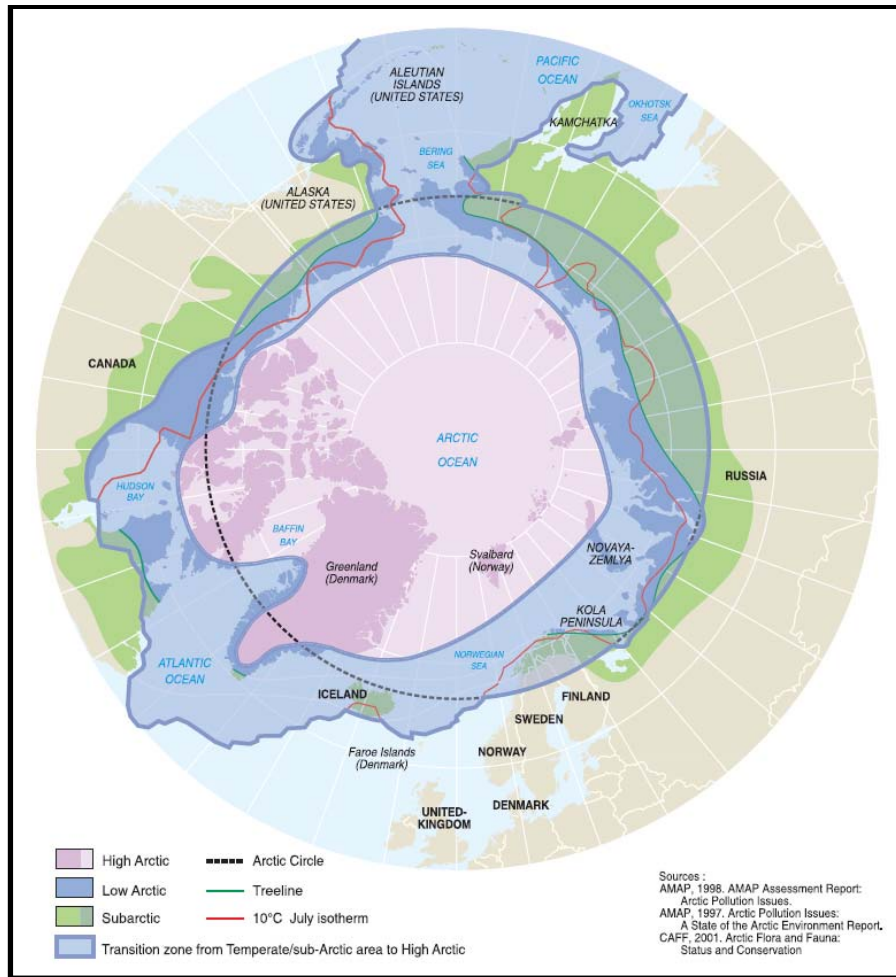 PACIFIC
OCEAN
ALEUTIAN
ISLANDS
(UNITED STATES)
OKHOTSK
SEA
KAMCHATKA
BERING
SEA
ALASKA
(UNITED STATES)
CANADA
ARCTIC
OCEAN
RUSSIA
HUDSON
BAY
BAFFIN
BAY
Greenland
(Denmark)
Svalbard
(Norway)
NOVAYA-
ZEMLYA
KOLA
PENINSULA
ATLANTIC
OCEAN
NORWEGIAN
SEA
ICELAND
FINLAND
SWEDEN
Faroe Islands
(Denmark)
NORWAY
UNITED-
KINGDOM
DENMARK
High Arctic
Arctic Circle
Low Arctic
Treeline
Subarctic
10°C July isotherm
Transition zone from Temperate/sub-Arctic area to High Arctic
Sources :
AMAP, 1998. AMAP Assessment Report:
Arctic Pollution Issues.
AMAP, 1997. Arctic Pollution Issues:
A State of the Arctic Environment Report.
CAFF, 2001. Arctic Flora and Fauna:
Status and Conservation